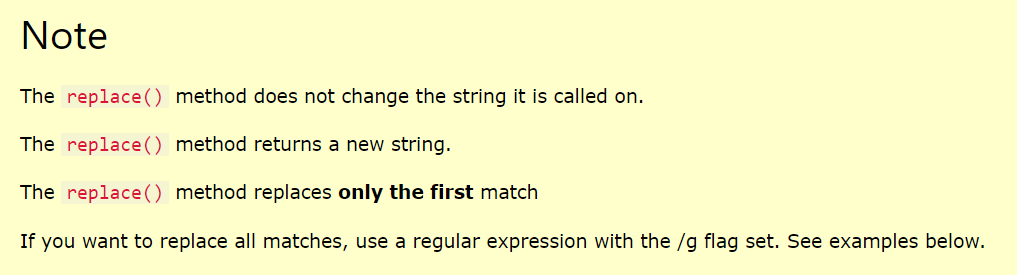 Note
The replace() method does not change the string it is called on.
The replace() method returns a new string.
The replace() method replaces only the first match
If you want to replace all matches, use a regular expression with the /g flag set. See examples below.